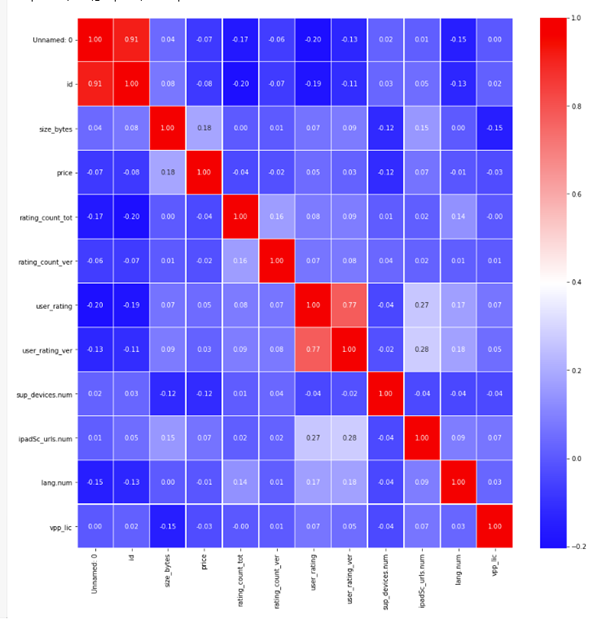 1.0
Unnamed: 0 1.00 0.91 0.04 -0.07 -0.17 -0.06 -0.20 -0.13 0.02 0.01 -0.15 0.00
id 0.91 1.00 0.08 -0.08 -0.20 -0.07 -0.19 -0.11 0.03 0.05 -0.13 0.02
0.8
size_bytes 0.04 0.08 1.00 0.18 0.00 0.01 0.07 0.09 -0.12 0.15 0.00 -0.15
price -0.07 -0.08 0.18 1.00 -0.04 -0.02 0.05 0.03 -0.12 0.07 -0.01 -0.03
0.6
rating_count_tot -0.17 -0.20 0.00 -0.04 1.00 0.16 0.08 0.09 0.01 0.02 0.14 -0.00
rating_count_ver -0.06 -0.07 0.01 -0.02 0.16 1.00 0.07 0.08 0.04 0.02 0.01 0.01
0.4
user_rating -0.20 -0.19 0.07 0.05 0.08 0.07 1.00 0.77 -0.04 0.27 0.17 0.07
user_rating_ver -0.13 -0.11 0.09 0.03 0.09 0.08 0.77 1.00 -0.02 0.28 0.18 0.05
0.2
sup_devices.num 0.02 0.03 -0.12 -0.12 0.01 0.04 -0.04 -0.02 1.00 -0.04 -0.04 -0.04
ipadSc_urls.num 0.01 0.05 0.15 0.07 0.02 0.02 0.27 0.28 -0.04 1.00 0.09 0.07
0.0
lang.num -0.15 -0.13 0.00 -0.01 0.14 0.01 0.17 0.18 -0.04 0.09 1.00 0.03
vpp_lic 0.00 0.02 -0.15 -0.03 -0.00 0.01 0.07 0.05 -0.04 0.07 0.03 1.00
-0.2
Unnamed: 0 id size_bytes price rating_count_tot rating_count_ver user_rating user_rating_ver sup_devices.num ipadSc_urls.num lang.num vpp_lic